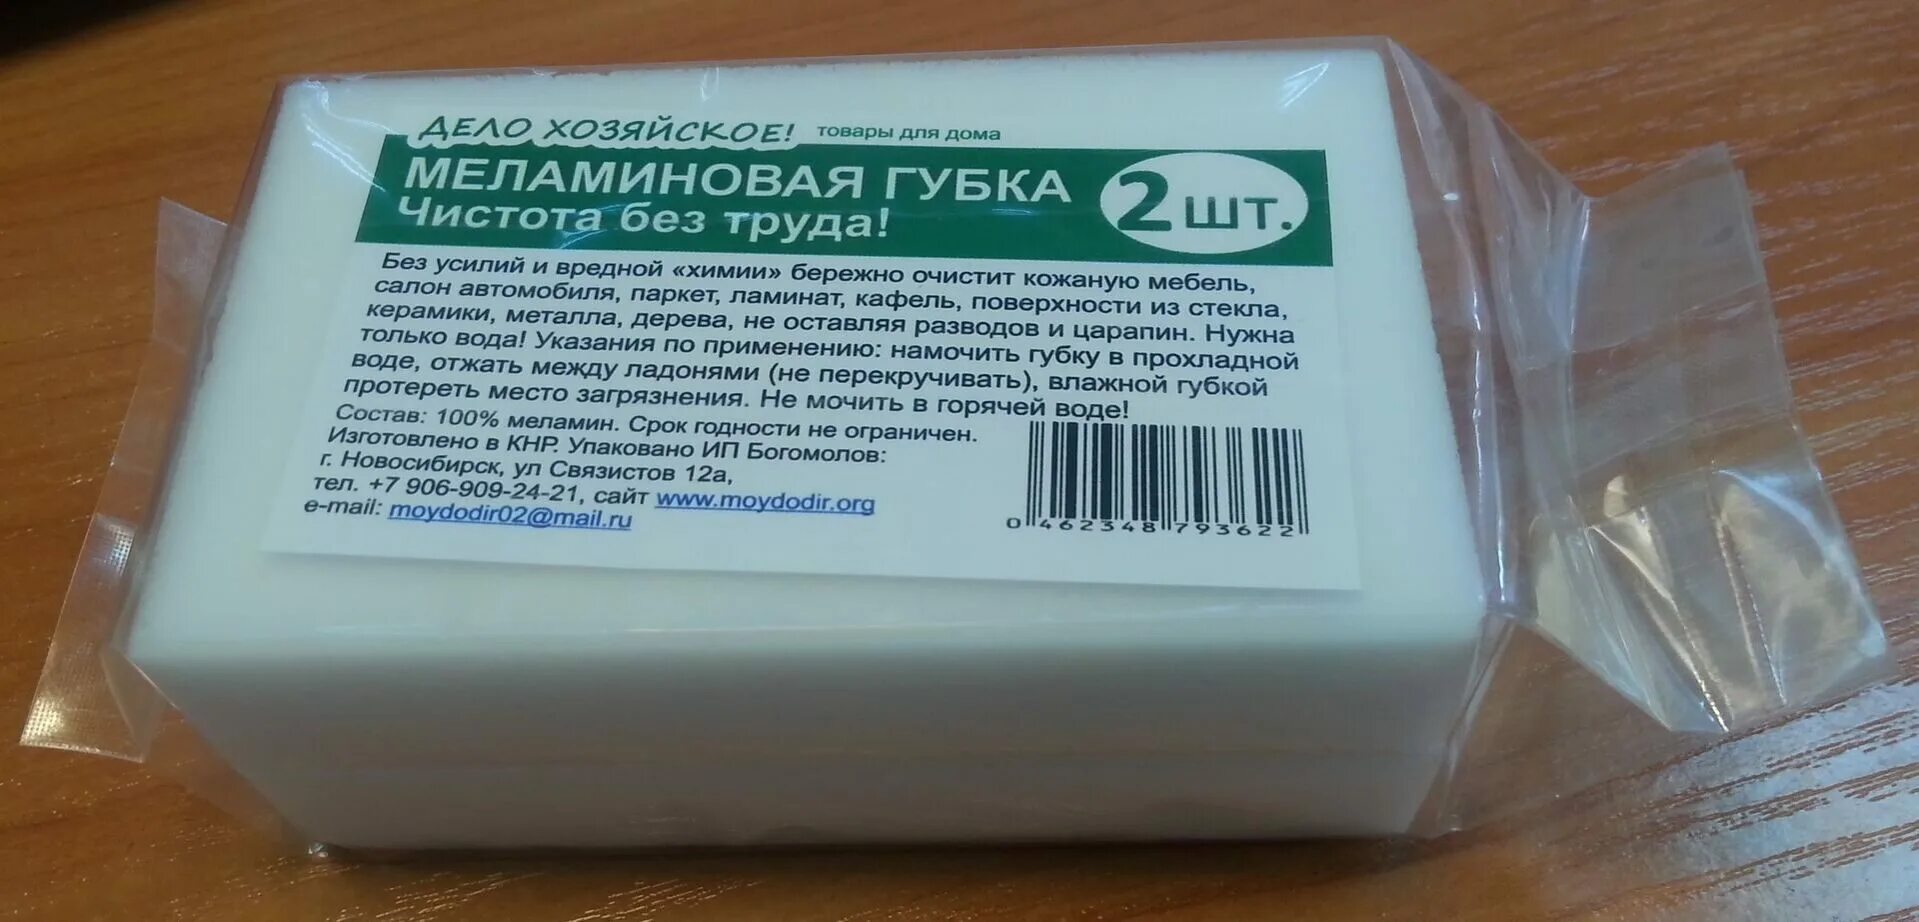 ДЕЛО ХОЗЯЙСКОЕ! товары для дома
МЕЛАМИНОВАЯ ГУБКА 2 шт.
Чистота без труда!
Без усилий и вредной «химии» бережно очистит кожаную мебель,
салон автомобиля, паркет, ламинат, кафель, поверхности из стекла,
керамики, металла, дерева, не оставляя разводов и царапин. Нужна
только вода! Указания по применению: намочить губку в прохладной
воде, отжать между ладонями (не перекручивать), влажной губкой
протереть место загрязнения. Не мочить в горячей воде!
Состав: 100% меламин. Срок годности не ограничен.
Изготовлено в КНР. Упаковано ИП Богомолов:
г. Новосибирск, ул Связистов 12а,
тел. +7 906-909-24-21, сайт www.moydodir.org
e-mail: moydodir02@mail.ru
0 462348 793622